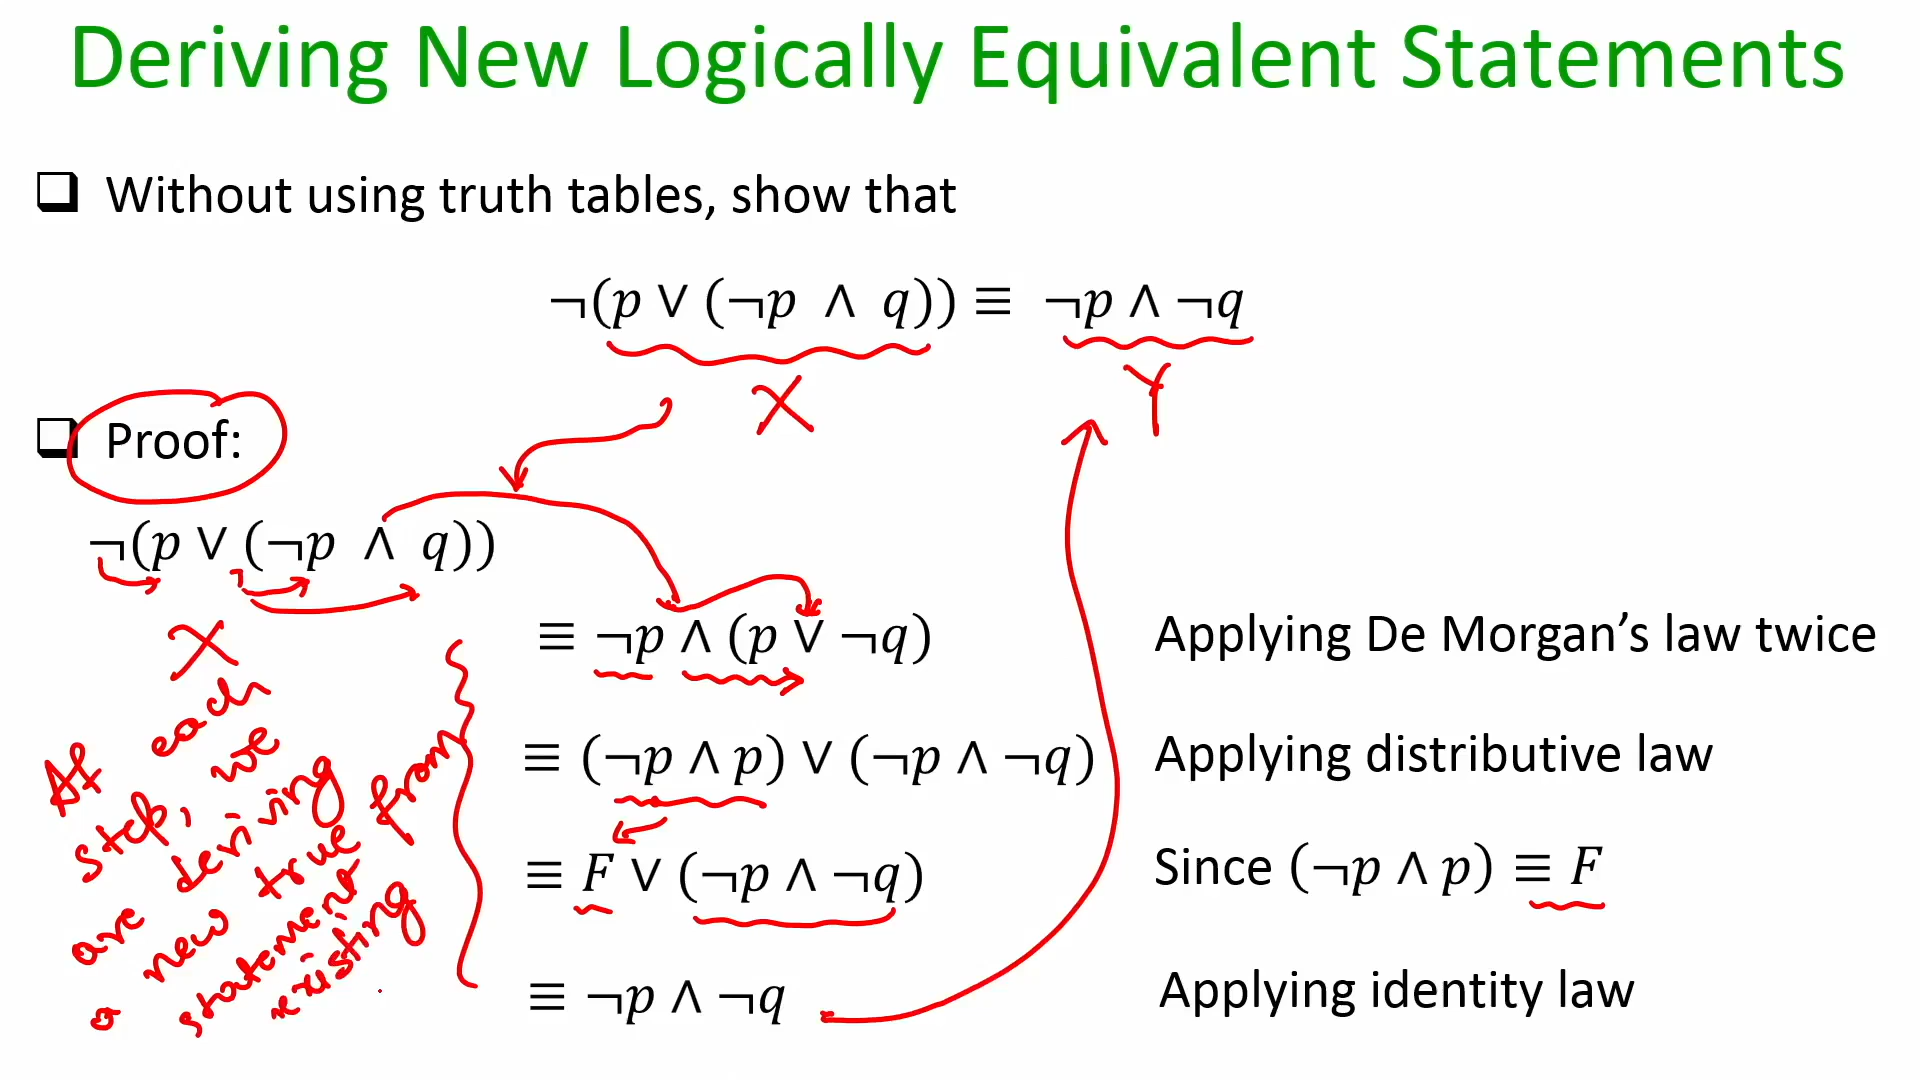 Deriving New Logically Equivalent Statements
Without using truth tables, show that
¬(p ∨ (¬p ∧ q)) ≡ ¬p ∧ ¬q
X
Y
Proof:
¬(p ∨ (¬p ∧ q))
X
≡ ¬p ∧ (p ∨ ¬q) Applying De Morgan’s law twice
≡ (¬p ∧ p) ∨ (¬p ∧ ¬q) Applying distributive law
≡ F ∨ (¬p ∧ ¬q) Since (¬p ∧ p) ≡ F
≡ ¬p ∧ ¬q Applying identity law
At each
step, we
are deriving
a new true
statement from
existing